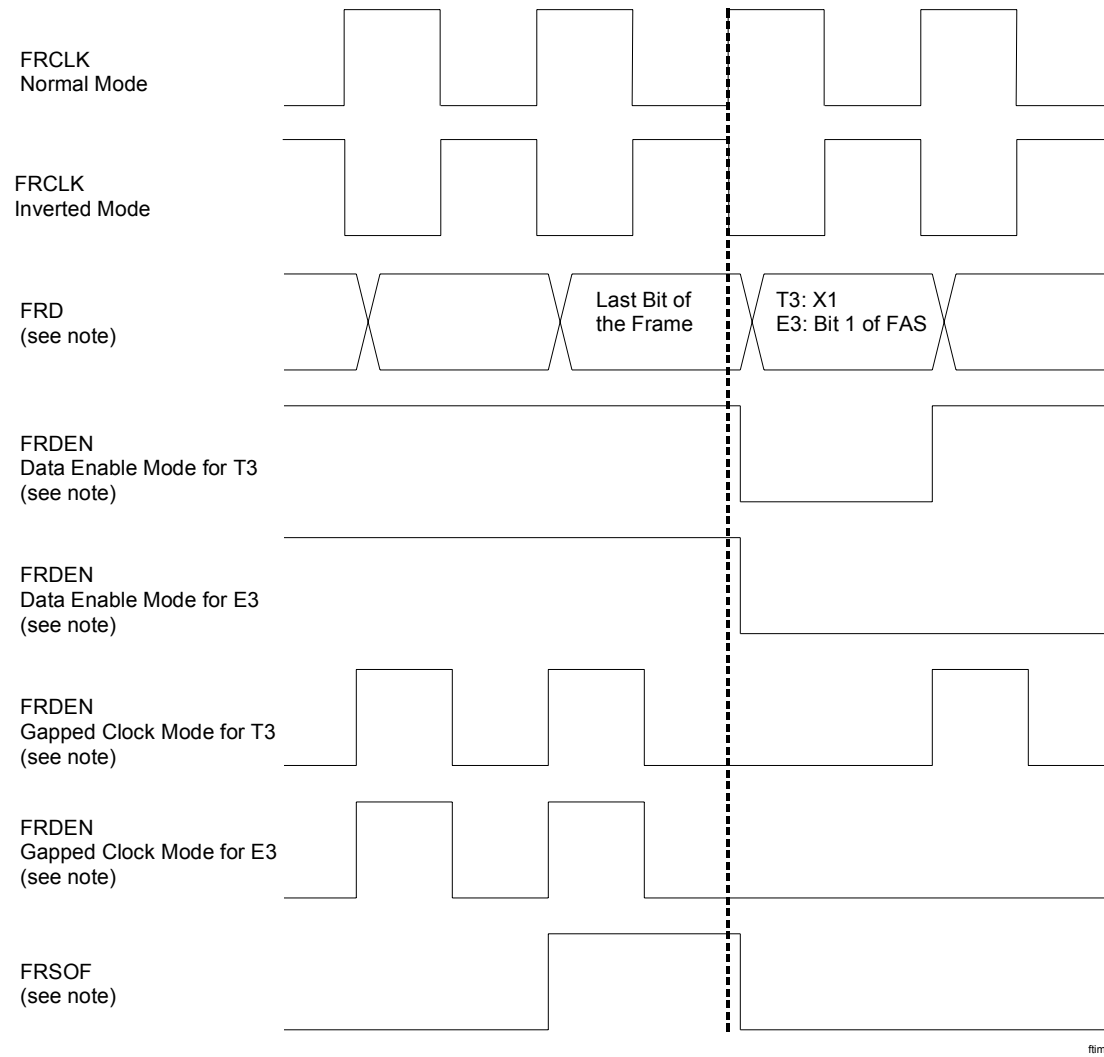 FRCLK
Normal Mode
FRCLK
Inverted Mode
FRD
(see note)
Last Bit of
the Frame
T3: X1
E3: Bit 1 of FAS
FRDEN
Data Enable Mode for T3
(see note)
FRDEN
Data Enable Mode for E3
(see note)
FRDEN
Gapped Clock Mode for T3
(see note)
FRDEN
Gapped Clock Mode for E3
(see note)
FRSOF
(see note)
ftim